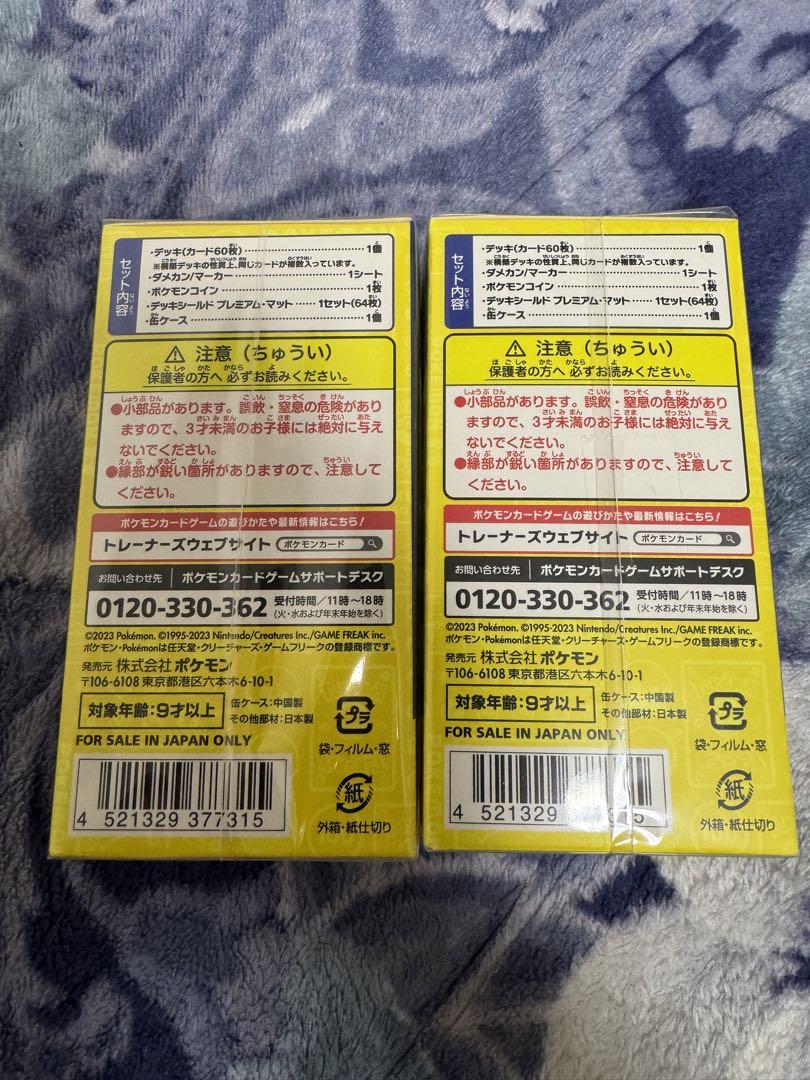 セット内容
・デッキ(カード60枚) 1個
※構築デッキの性質上、同じカードが複数入っています。
・ダメカン/マーカー 1シート
・ポケモンコイン 1枚
・デッキシールド プレミアム・マット 1セット(64枚)
・缶ケース 1個
⚠ 注意(ちゅうい)
保護者の方へ 必ずお読みください。
●小部品があります。誤飲・窒息の危険があり
ますので、3才未満のお子様には絶対に与え
ないでください。
●縁部が鋭い箇所がありますので、注意して
ください。
ポケモンカードゲームの遊びかたや最新情報はこちら!
トレーナーズウェブサイト ポケモンカード
お問い合わせ先 ポケモンカードゲームサポートデスク
0120-330-362 受付時間/11時〜18時
(火・水および年末年始を除く)
©2023 Pokémon. ©1995-2023 Nintendo/Creatures Inc./GAME FREAK inc.
ポケモン・Pokémonは任天堂・クリーチャーズ・ゲームフリークの登録商標です。
発売元 株式会社 ポケモン
〒106-6108 東京都港区六本木6-10-1
対象年齢:9才以上
缶ケース:中国製
その他部材:日本製
FOR SALE IN JAPAN ONLY
プラ
袋・フィルム・窓
紙
外箱・紙仕切り
4 521329 377315
セット内容
・デッキ(カード60枚) 1個
※構築デッキの性質上、同じカードが複数入っています。
・ダメカン/マーカー 1シート
・ポケモンコイン 1枚
・デッキシールド プレミアム・マット 1セット(64枚)
・缶ケース 1個
⚠ 注意(ちゅうい)
保護者の方へ 必ずお読みください。
●小部品があります。誤飲・窒息の危険があり
ますので、3才未満のお子様には絶対に与え
ないでください。
●縁部が鋭い箇所がありますので、注意して
ください。
ポケモンカードゲームの遊びかたや最新情報はこちら!
トレーナーズウェブサイト ポケモンカード
お問い合わせ先 ポケモンカードゲームサポートデスク
0120-330-362 受付時間/11時〜18時
(火・水および年末年始を除く)
©2023 Pokémon. ©1995-2023 Nintendo/Creatures Inc./GAME FREAK inc.
ポケモン・Pokémonは任天堂・クリーチャーズ・ゲームフリークの登録商標です。
発売元 株式会社 ポケモン
〒106-6108 東京都港区六本木6-10-1
対象年齢:9才以上
缶ケース:中国製
その他部材:日本製
FOR SALE IN JAPAN ONLY
プラ
袋・フィルム・窓
紙
外箱・紙仕切り
4 521329